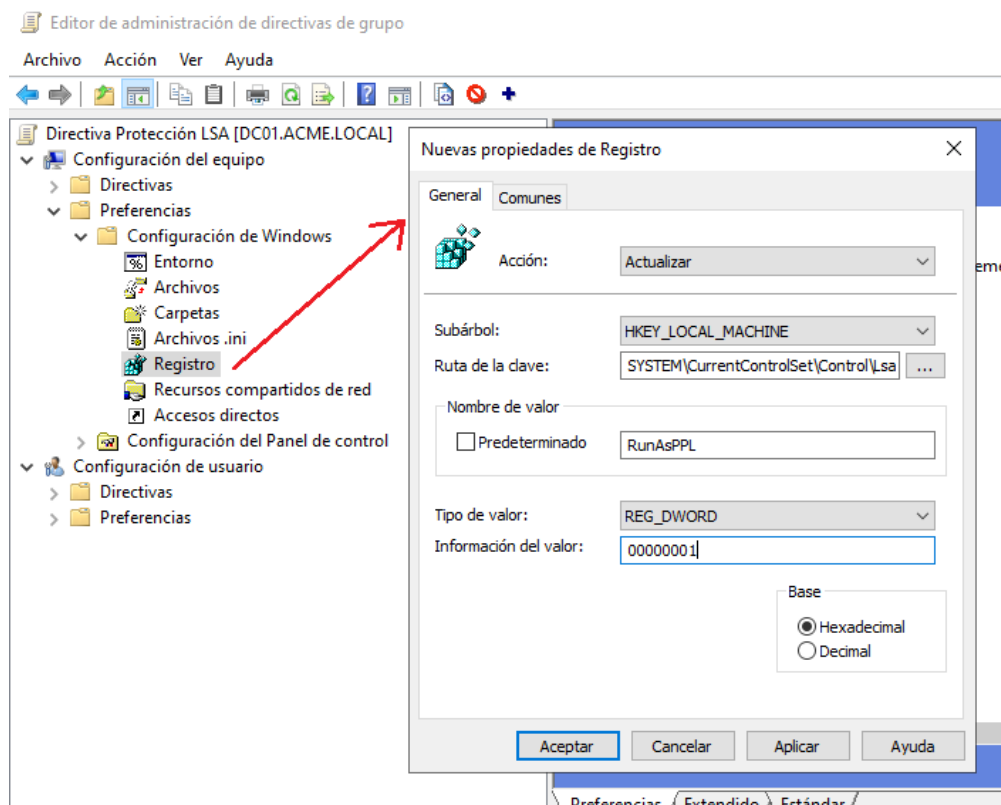 Editor de administración de directivas de grupo
Archivo Acción Ver Ayuda
Directiva Protección LSA [DC01.ACME.LOCAL]
Configuración del equipo
Directivas
Preferencias
Configuración de Windows
Entorno
Archivos
Carpetas
Archivos .ini
Registro
Recursos compartidos de red
Accesos directos
Configuración del Panel de control
Configuración de usuario
Directivas
Preferencias
Nuevas propiedades de Registro
General Comunes
Acción: Actualizar
Subárbol: HKEY_LOCAL_MACHINE
Ruta de la clave: SYSTEM\CurrentControlSet\Control\Lsa ...
Nombre de valor
Predeterminado RunAsPPL
Tipo de valor: REG_DWORD
Información del valor: 00000001
Base
Hexadecimal
Decimal
Aceptar Cancelar Aplicar Ayuda
Preferencias Extendido Estándar